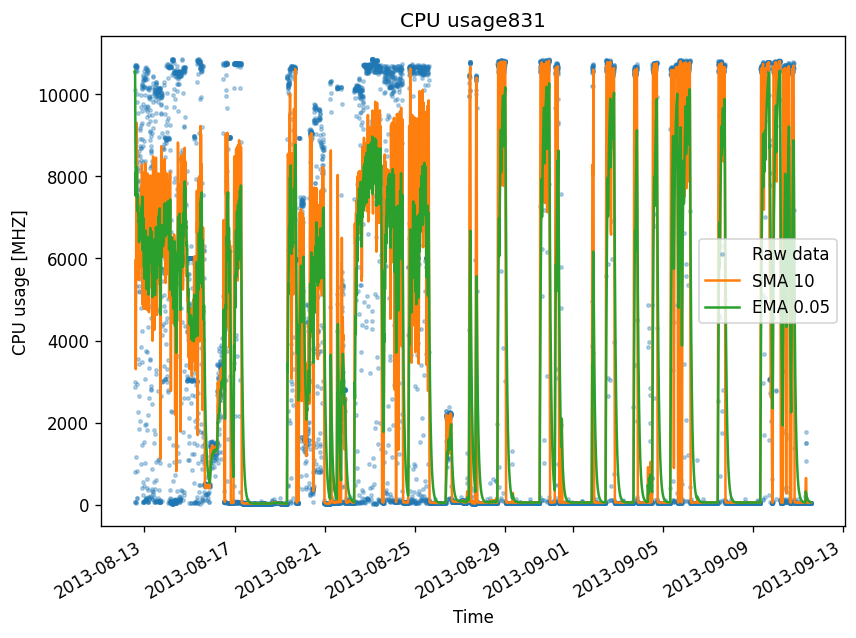 CPU usage831
CPU usage [MHZ]
10000
8000
6000
4000
2000
0
Raw data
SMA 10
EMA 0.05
2013-08-13
2013-08-17
2013-08-21
2013-08-25
2013-08-29
2013-09-01
2013-09-05
2013-09-09
2013-09-13
Time